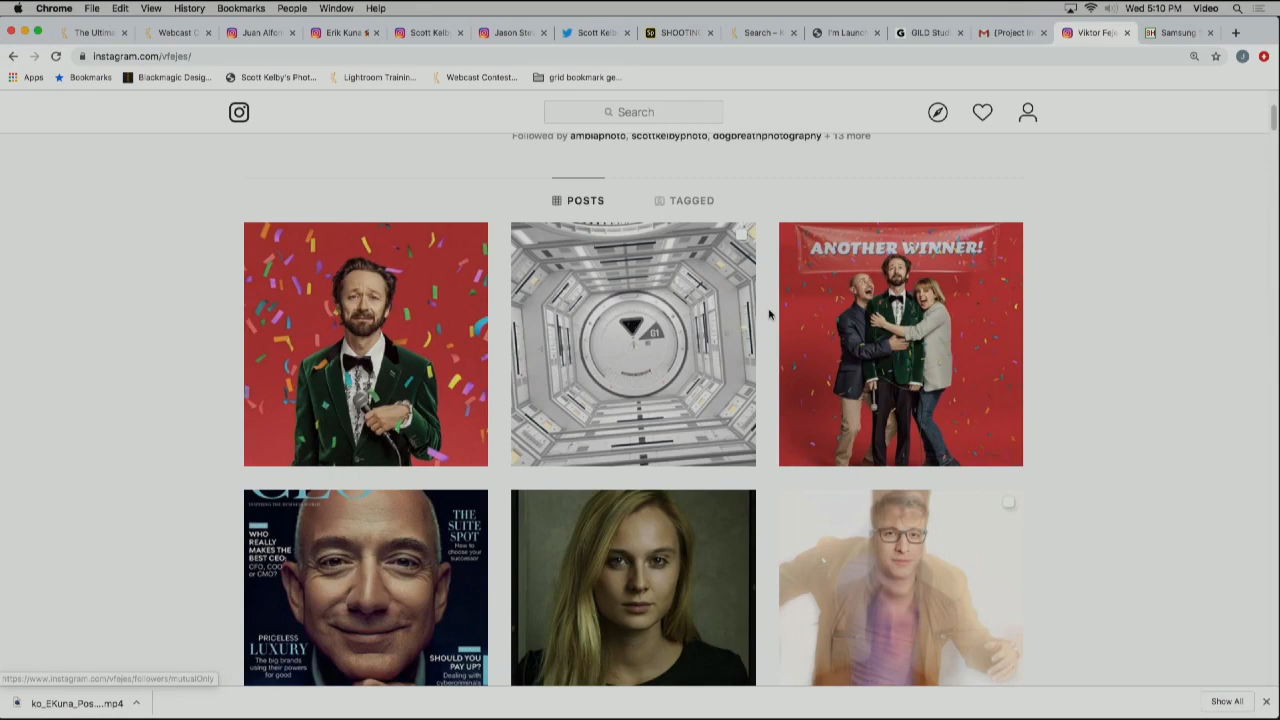 Chrome File Edit View History Bookmarks People Window Help Wed 5:10 PM Video
The Ultima Webcast C Juan Alfon Erik Kuna Scott Kelb Jason Ste Scott Kelb SHOOTING Search – K I'm Launc GILD Stud (Project In Viktor Feje Samsung
instagram.com/vfejes/
Apps Bookmarks Blackmagic Desig... Scott Kelby's Phot... Lightroom Trainin... Webcast Contest... grid bookmark ge...
Search
Followed by ambiaphoto, scottkelbyphoto, dogbreathphotography + 13 more
POSTS TAGGED
ANOTHER WINNER!
G1
CEO
WHO
REALLY
MAKES THE
BEST CEO:
CFO, COO
or CMO?
THE
SUITE
SPOT
How to
choose your
successor
PRICELESS
LUXURY
The big brands
using their powers
for good
SHOULD YOU
PAY UP?
Dealing with
cybercriminals
https://www.instagram.com/vfejes/followers/mutualOnly
ko_EKuna_Pos....mp4
Show All